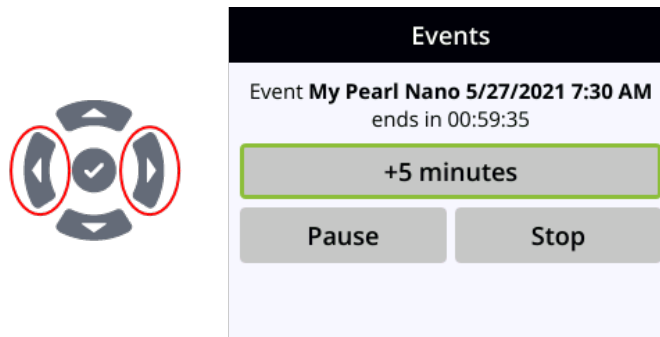 Events
Event My Pearl Nano 5/27/2021 7:30 AM
ends in 00:59:35
+5 minutes
Pause
Stop